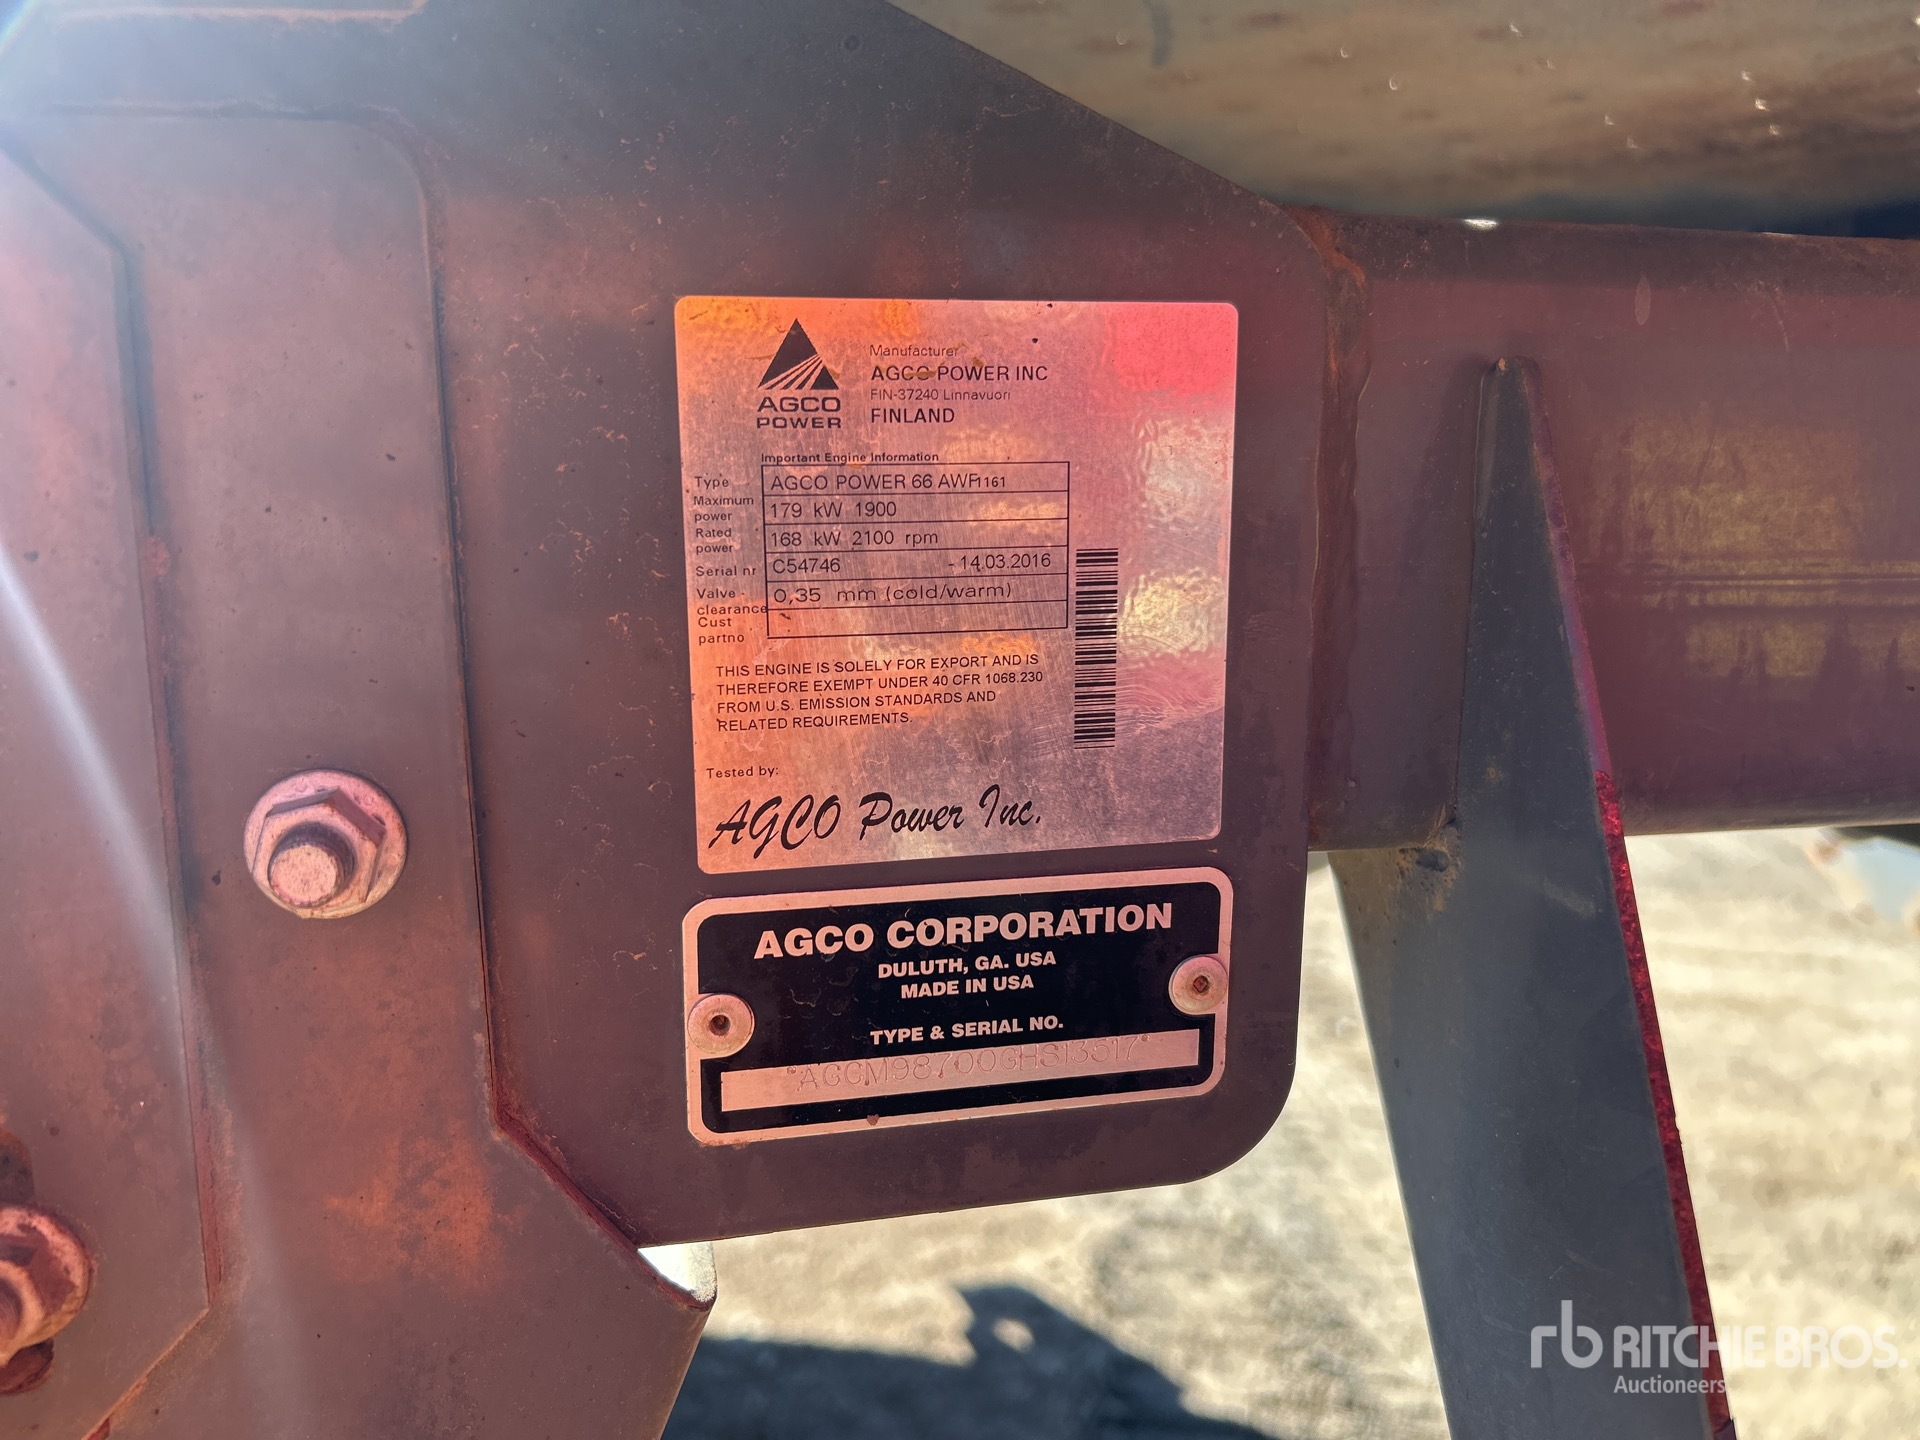 AGCO
POWER
Manufacturer
AGCO POWER INC
FIN-37240 Linnavuori
FINLAND
Important Engine Information
Type AGCO POWER 66 AWF1161
Maximum power 179 kW 1900
Rated power 168 kW 2100 rpm
Serial nr C54746 - 14.03.2016
Valve - clearance 0,35 mm (cold/warm)
Cust partno -
THIS ENGINE IS SOLELY FOR EXPORT AND IS
THEREFORE EXEMPT UNDER 40 CFR 1068.230
FROM U.S. EMISSION STANDARDS AND
RELATED REQUIREMENTS.
Tested by:
AGCO Power Inc.
AGCO CORPORATION
DULUTH, GA. USA
MADE IN USA
TYPE & SERIAL NO.
*AGCM98700GHS13517*
rb RITCHIE BROS.
Auctioneers